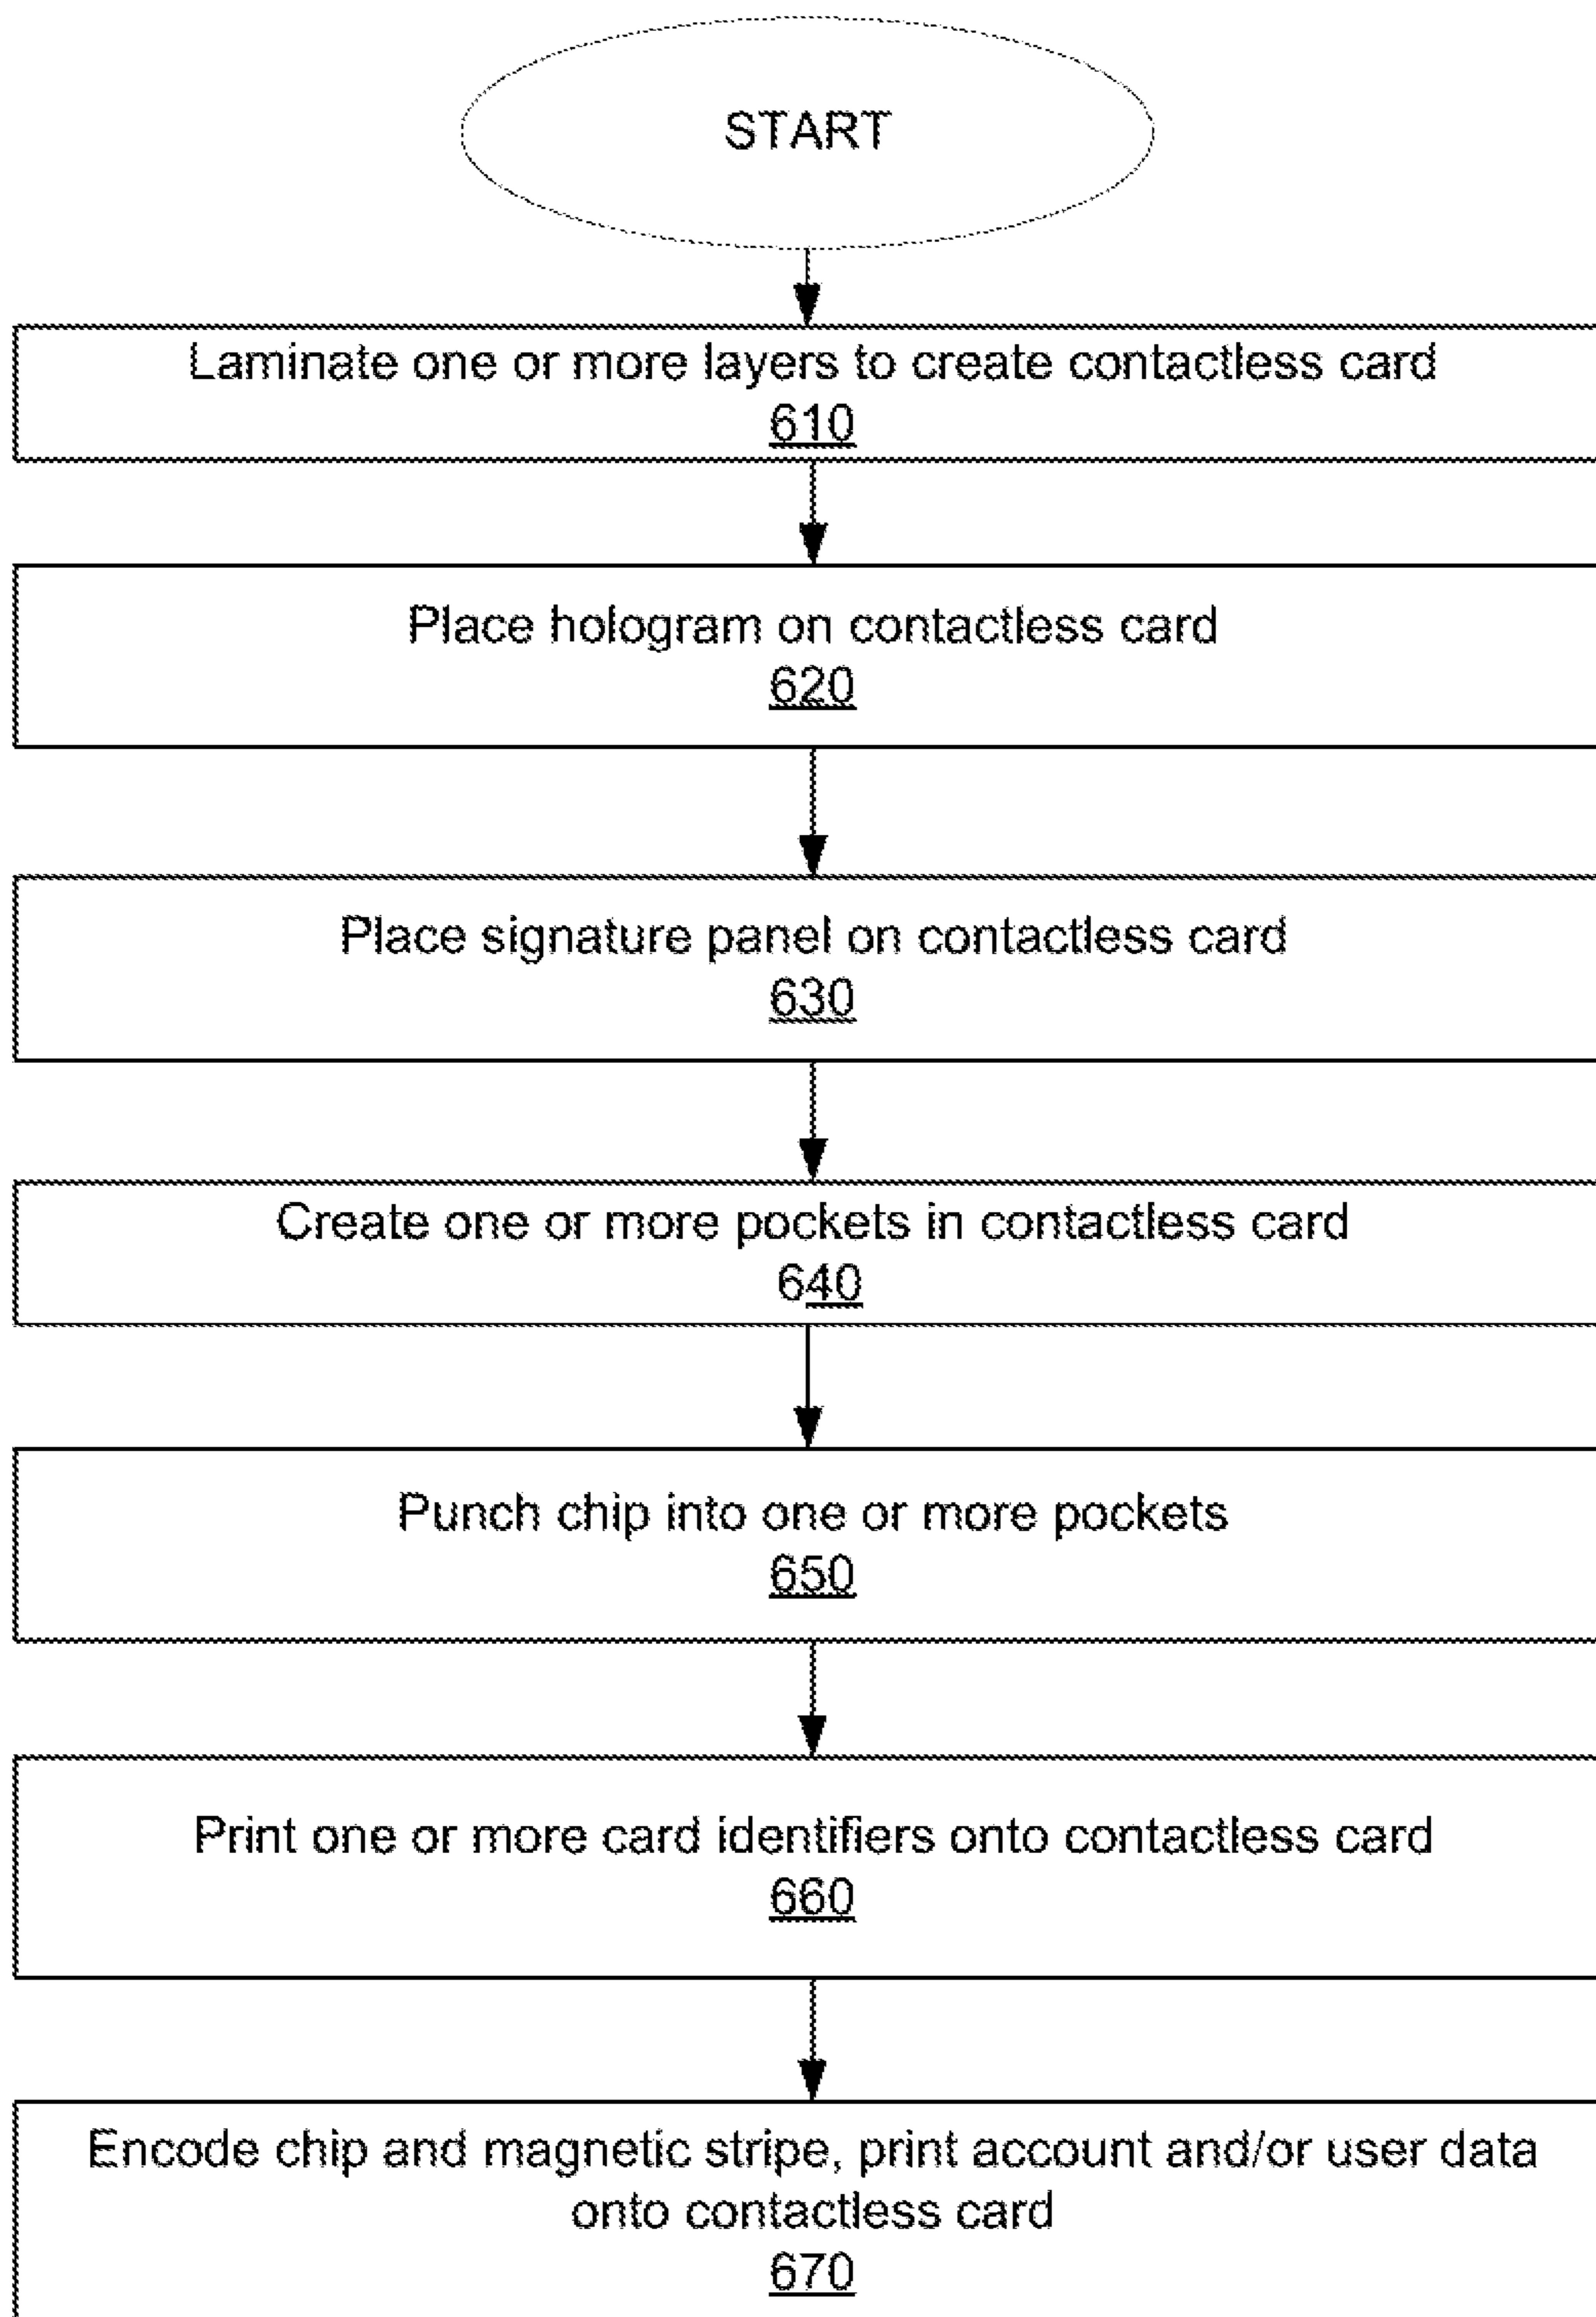 START
Laminate one or more layers to create contactless card
610
Place hologram on contactless card
620
Place signature panel on contactless card
630
Create one or more pockets in contactless card
640
Punch chip into one or more pockets
650
Print one or more card identifiers onto contactless card
660
Encode chip and magnetic stripe, print account and/or user data
onto contactless card
670